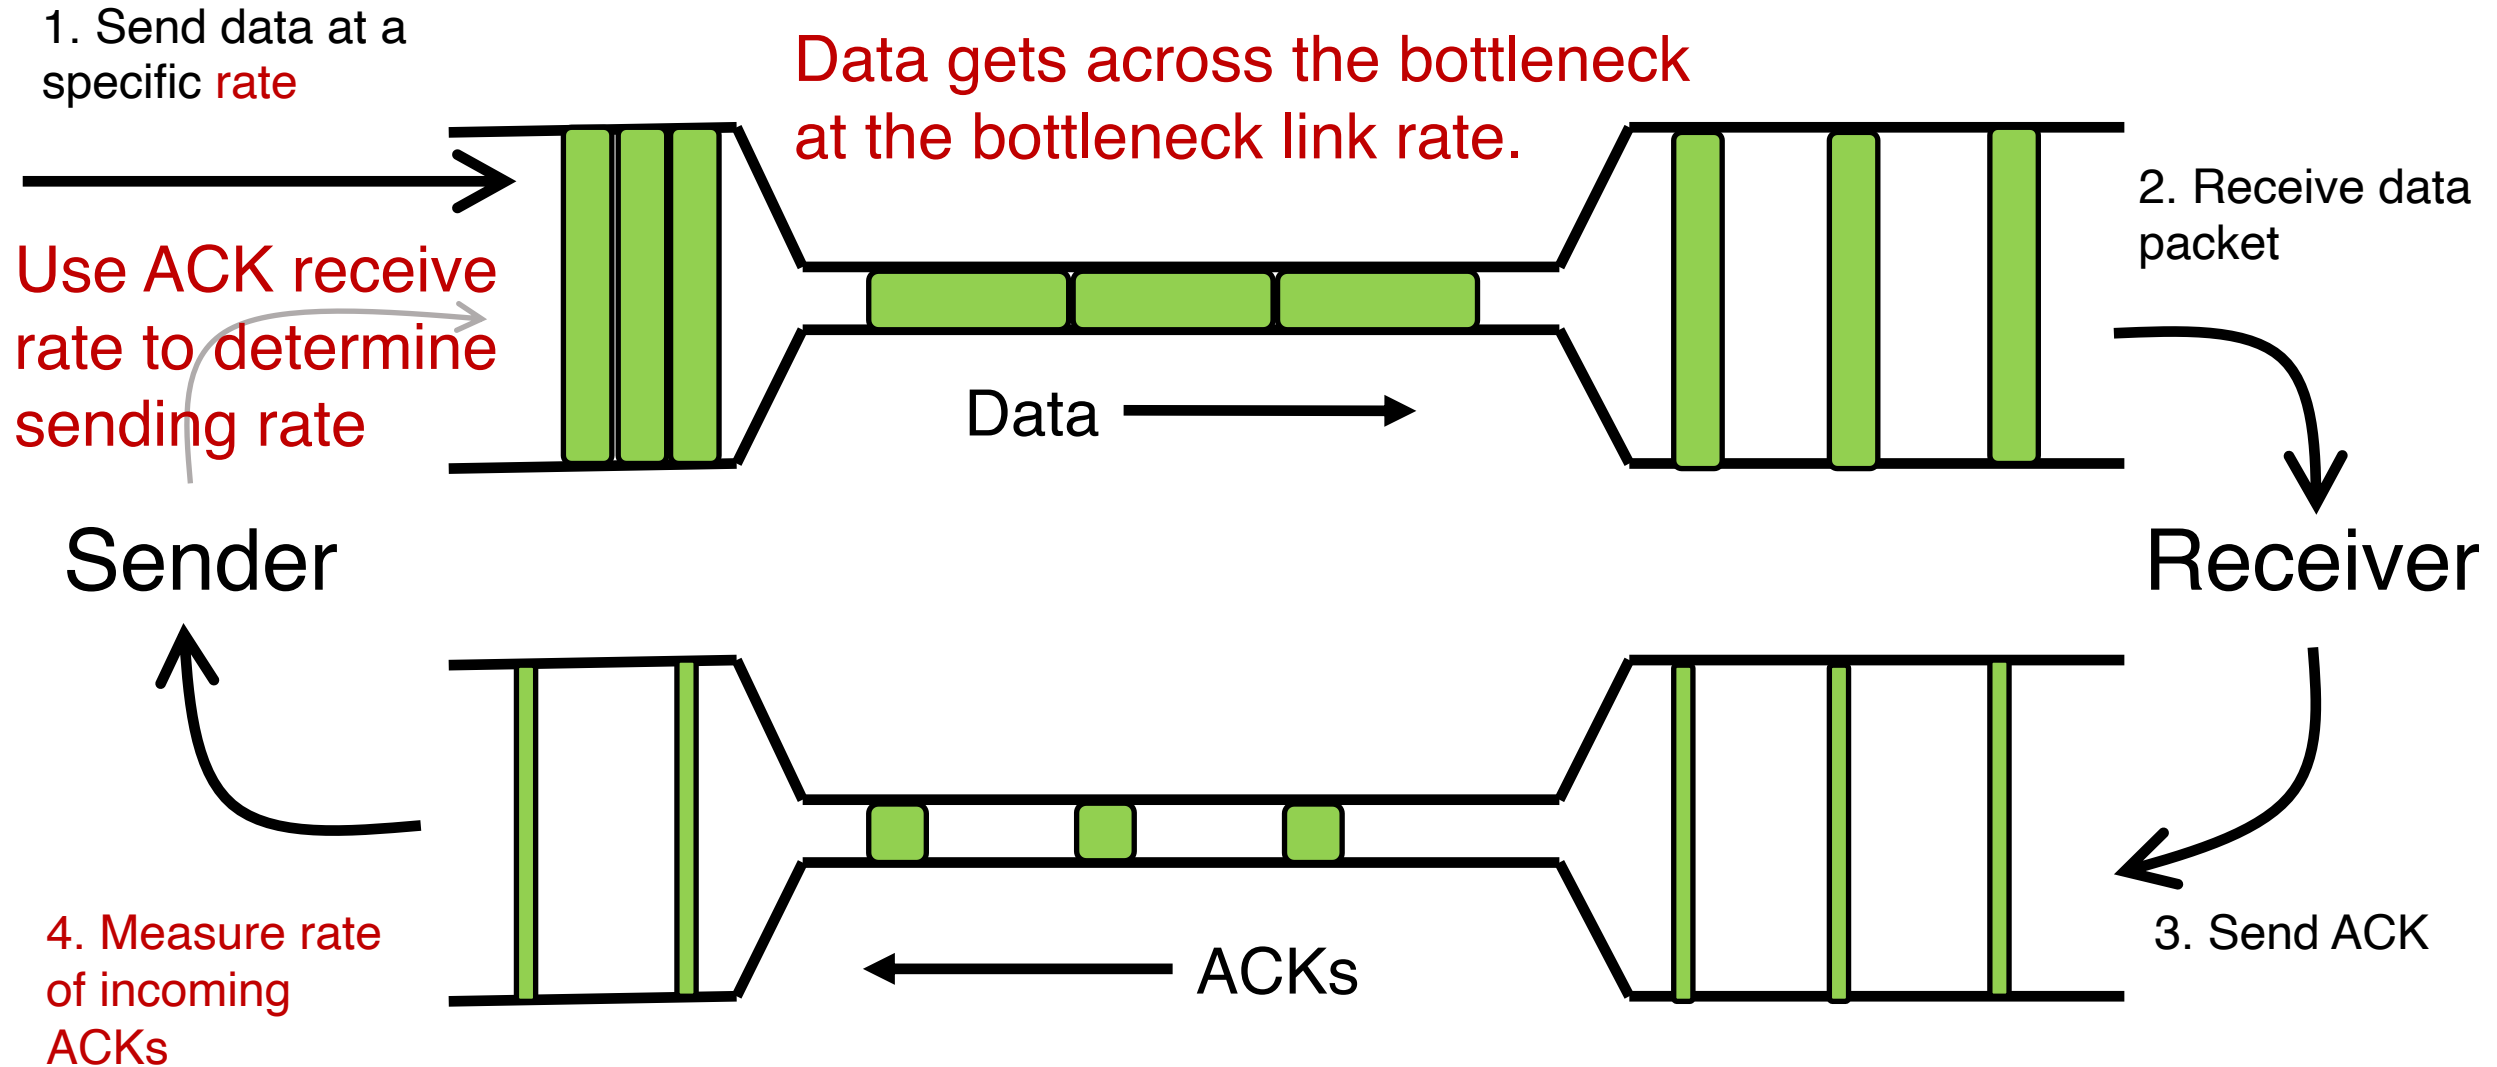 1. Send data at a
specific rate
Data gets across the bottleneck
at the bottleneck link rate.
2. Receive data
packet
Use ACK receive
rate to determine
sending rate
Data
Sender
Receiver
4. Measure rate
of incoming
ACKs
ACKs
3. Send ACK